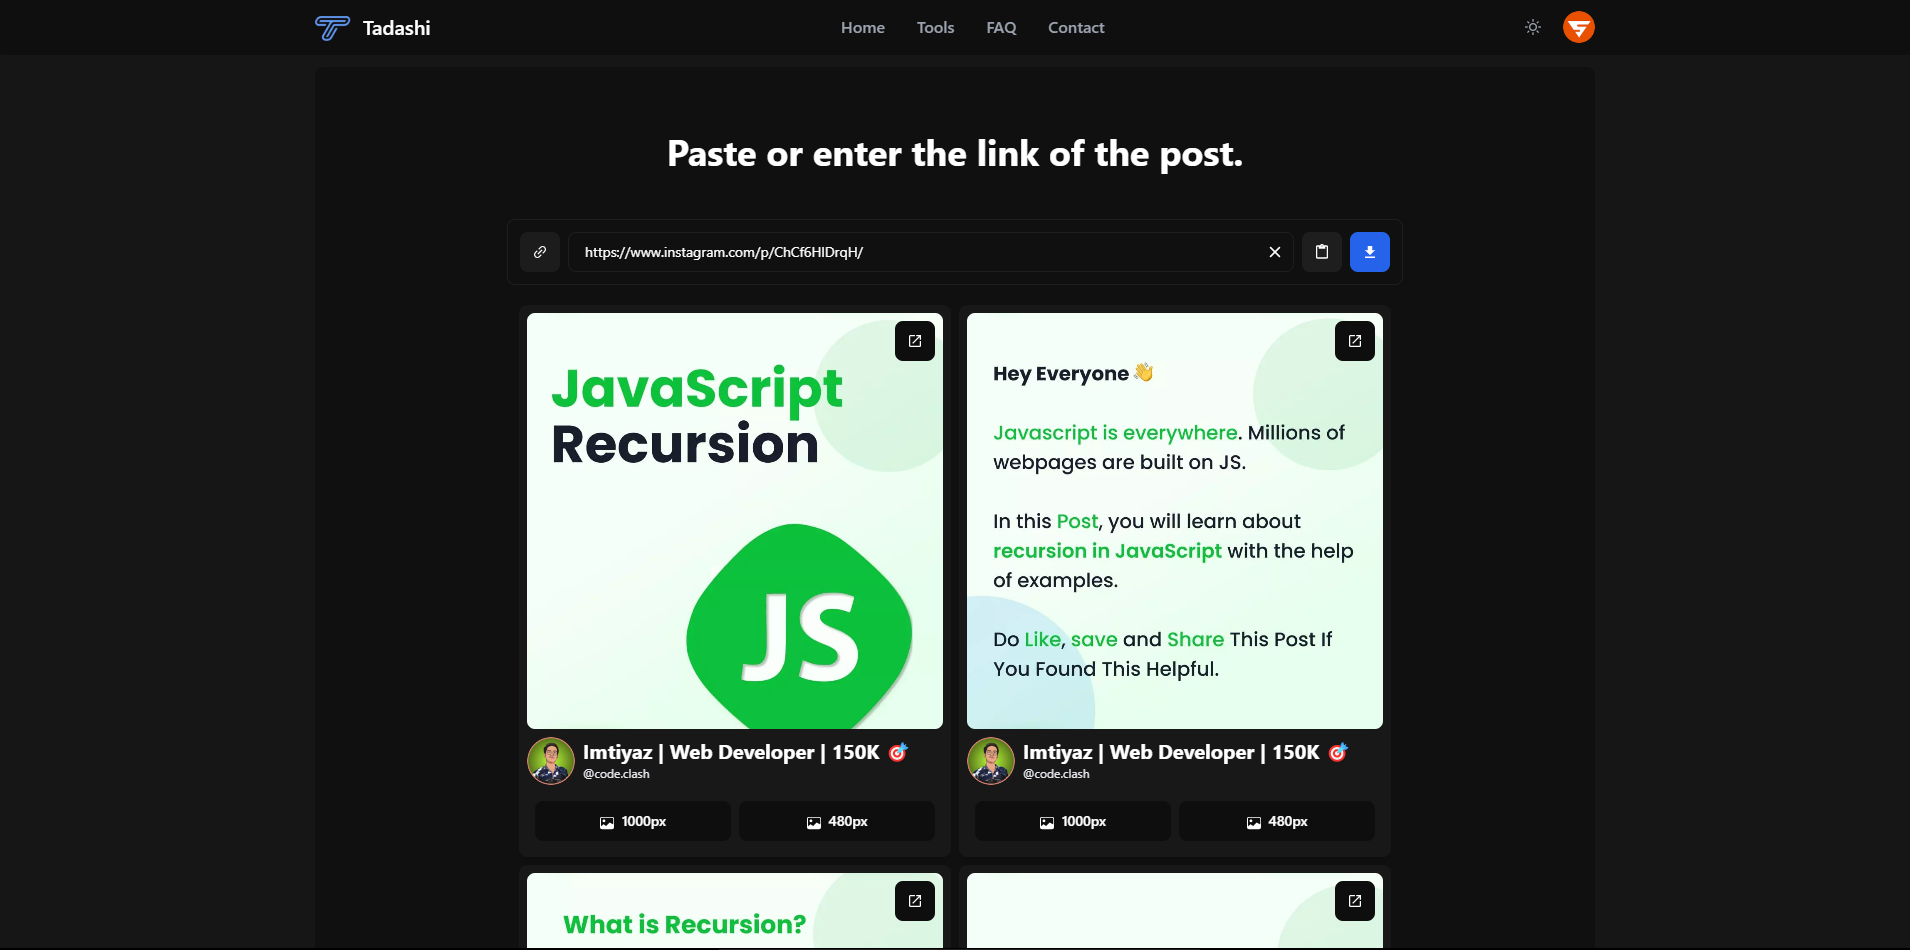 Tadashi
Home
Tools
FAQ
Contact
Paste or enter the link of the post.
https://www.instagram.com/p/ChCf6HlDrqH/
JavaScript
Recursion
JS
Imtiyaz | Web Developer | 150K 🎯
@code.clash
1000px
480px
Hey Everyone 👋
Javascript is everywhere. Millions of
webpages are built on JS.
In this Post, you will learn about
recursion in JavaScript with the help
of examples.
Do Like, save and Share This Post If
You Found This Helpful.
Imtiyaz | Web Developer | 150K 🎯
@code.clash
1000px
480px
What is Recursion?